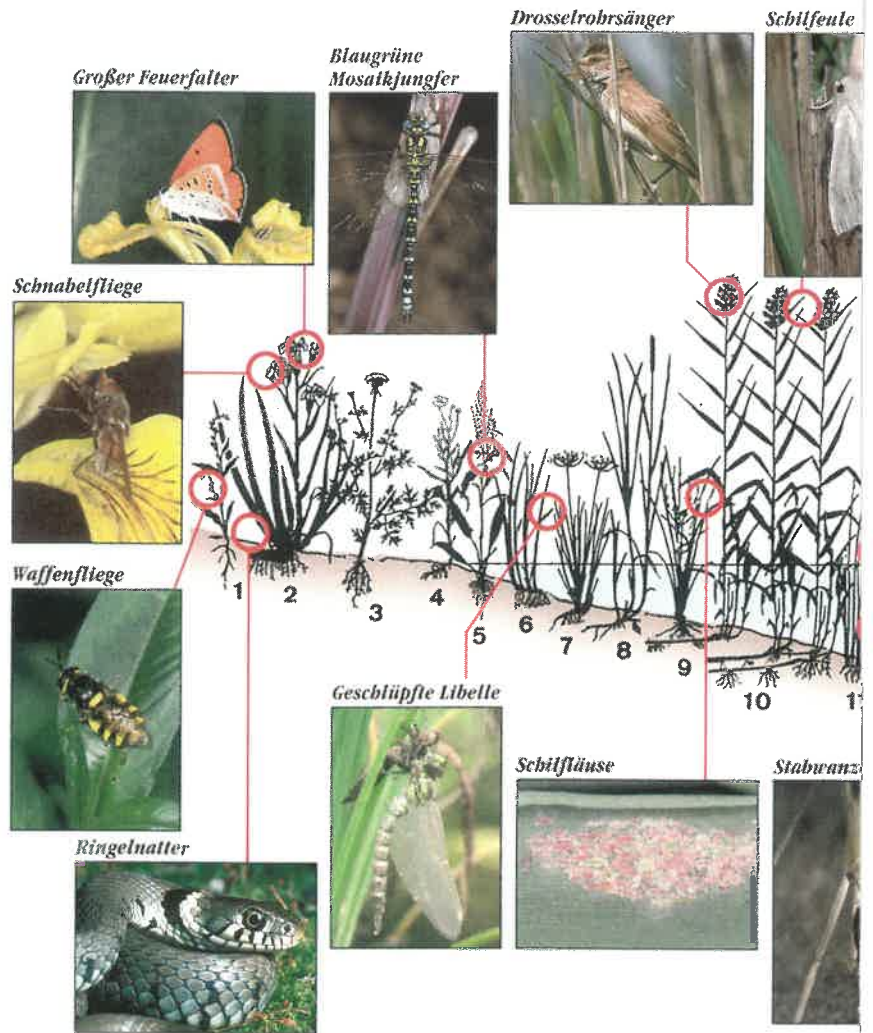 Drosselrohrsänger
Schilfeule
Blaugrüne
Mosaikjungfer
Großer Feuerfalter
Schnabelfliege
Waffenfliege
1
2
3
4
5
6
7
8
9
10
Geschlüpfte Libelle
Schilfläuse
Stabwanz
Ringelnatter